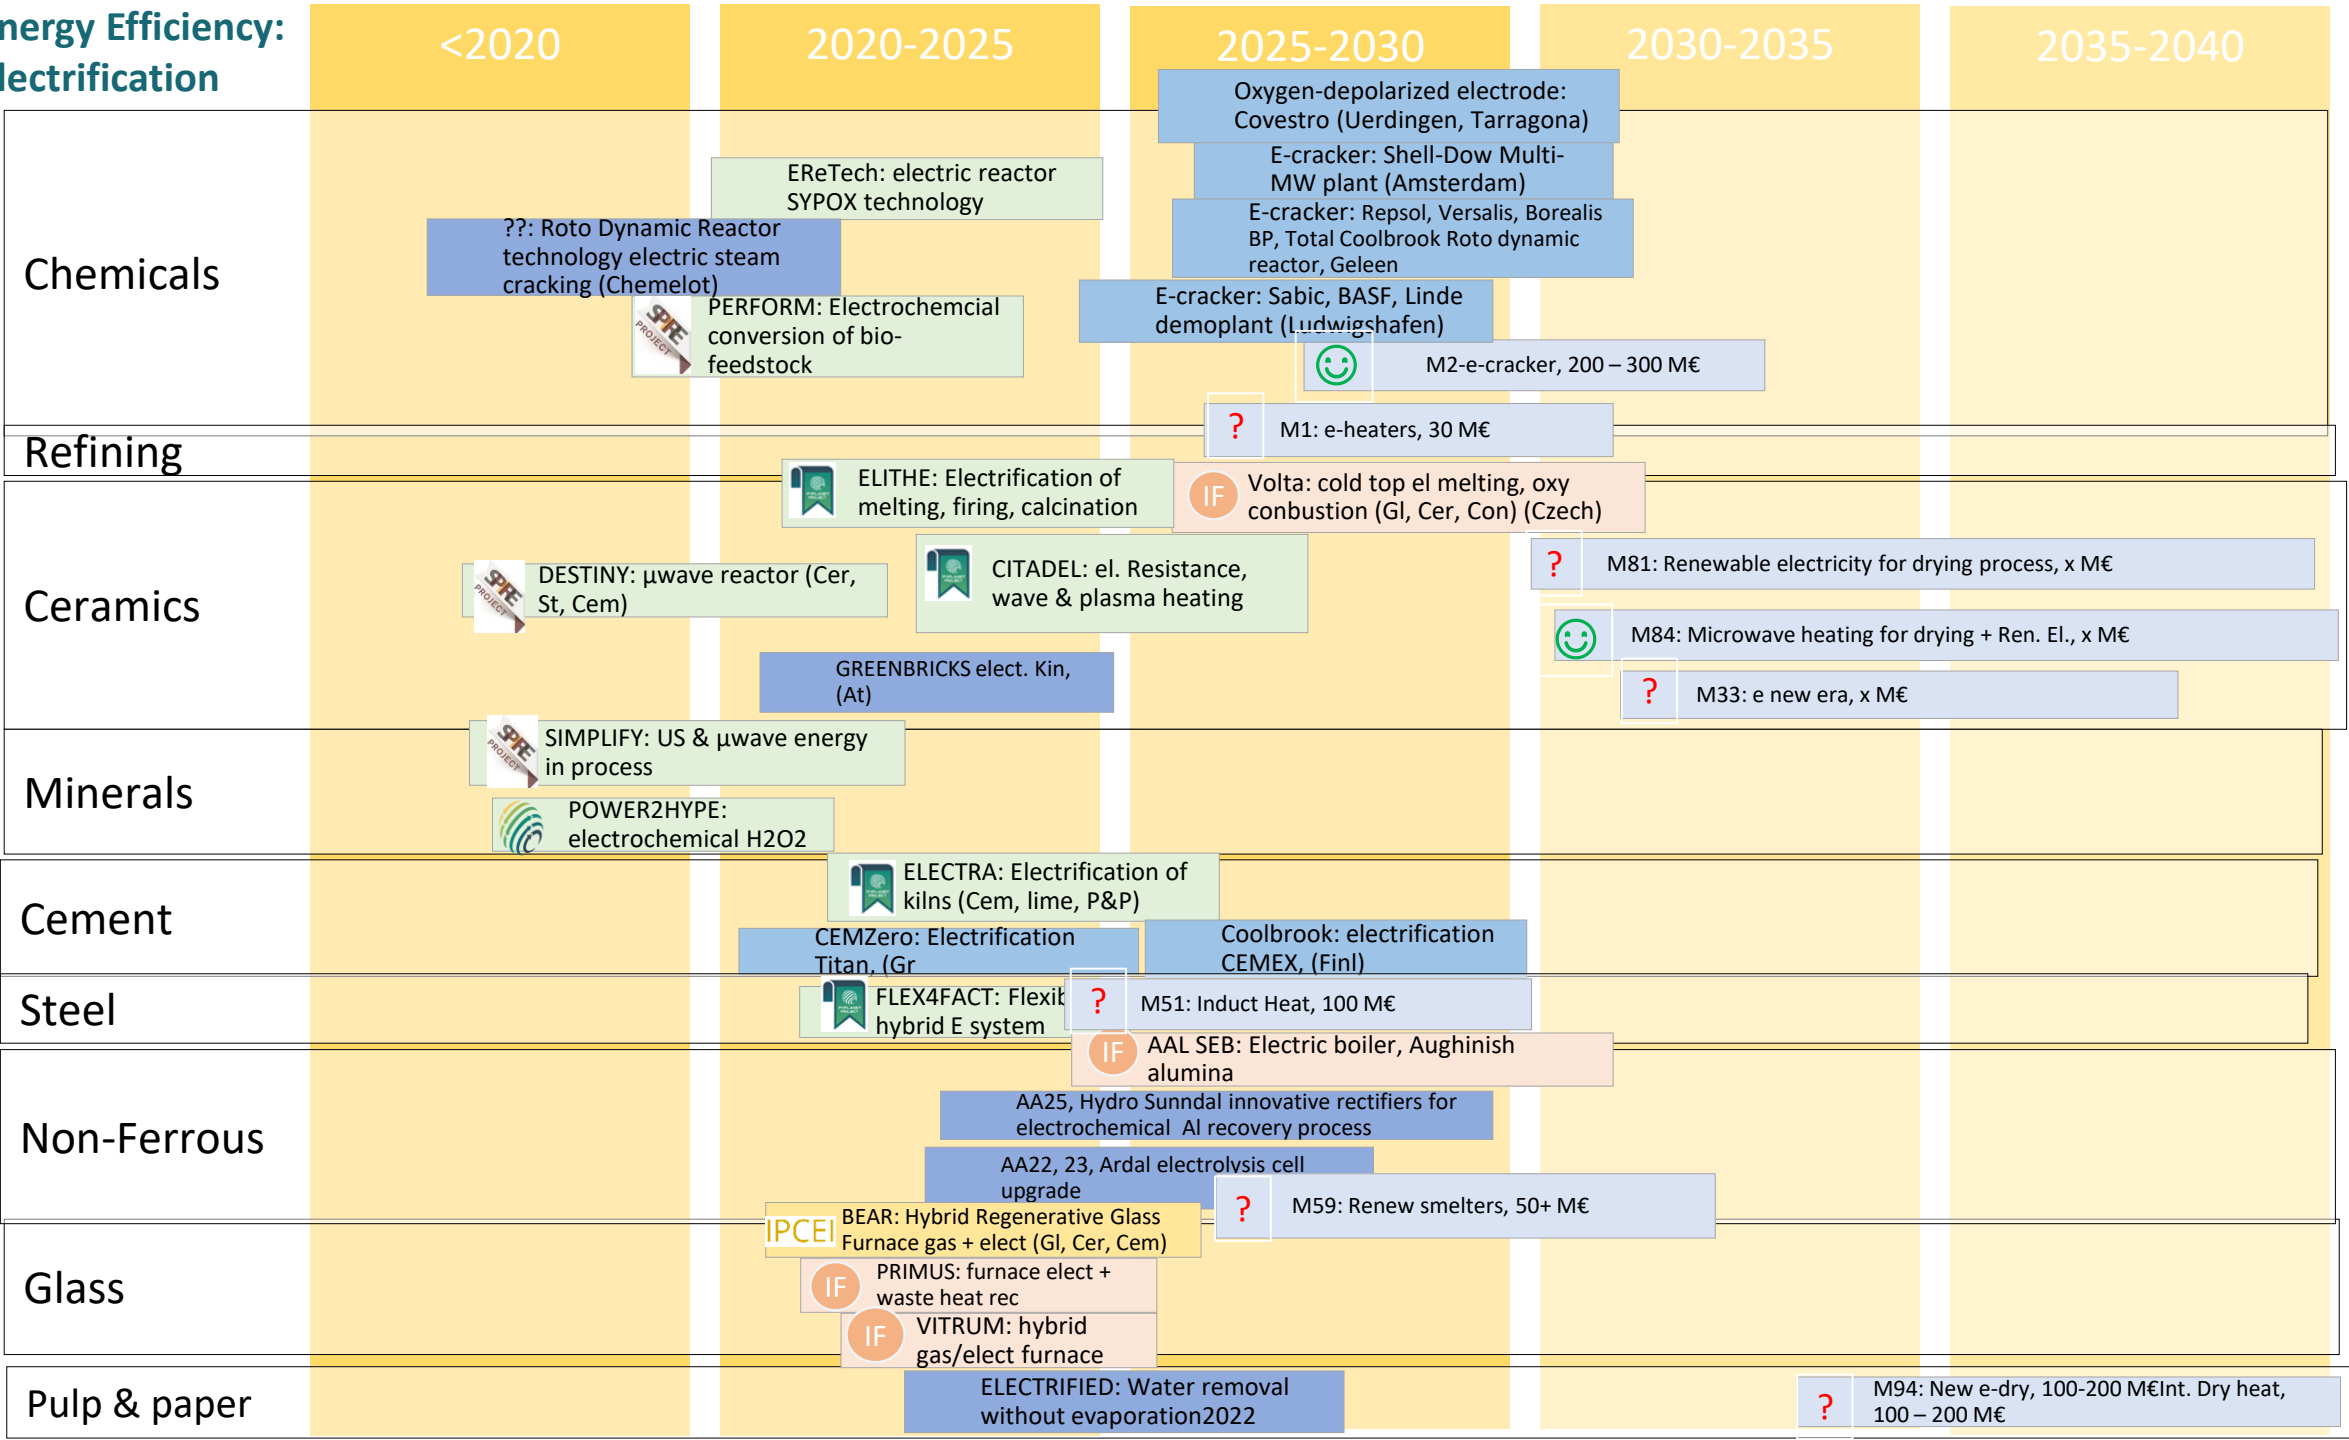 nergy Efficiency:
lectrification
<2020
2020-2025
2025-2030
2030-2035
2035-2040
Chemicals
Oxygen-depolarized electrode:
Covestro (Uerdingen, Tarragona)
EReTech: electric reactor
SYPOX technology
E-cracker: Shell-Dow Multi-
MW plant (Amsterdam)
??: Roto Dynamic Reactor
technology electric steam
cracking (Chemelot)
E-cracker: Repsol, Versalis, Borealis
BP, Total Coolbrook Roto dynamic
reactor, Geleen
SPIRE
PROJECT
PERFORM: Electrochemcial
conversion of bio-
feedstock
E-cracker: Sabic, BASF, Linde
demoplant (Ludwigshafen)
M2-e-cracker, 200 – 300 M€
?
M1: e-heaters, 30 M€
Refining
Ceramics
ELITHE: Electrification of
melting, firing, calcination
IF
Volta: cold top el melting, oxy
conbustion (Gl, Cer, Con) (Czech)
SPIRE
PROJECT
DESTINY: μwave reactor (Cer,
St, Cem)
CITADEL: el. Resistance,
wave & plasma heating
?
M81: Renewable electricity for drying process, x M€
M84: Microwave heating for drying + Ren. El., x M€
GREENBRICKS elect. Kin,
(At)
?
M33: e new era, x M€
Minerals
SPIRE
PROJECT
SIMPLIFY: US & μwave energy
in process
POWER2HYPE:
electrochemical H2O2
Cement
ELECTRA: Electrification of
kilns (Cem, lime, P&P)
CEMZero: Electrification
Titan, (Gr
Coolbrook: electrification
CEMEX, (Finl)
Steel
FLEX4FACT: Flexib
hybrid E system
?
M51: Induct Heat, 100 M€
Non-Ferrous
IF
AAL SEB: Electric boiler, Aughinish
alumina
AA25, Hydro Sunndal innovative rectifiers for
electrochemical Al recovery process
AA22, 23, Ardal electrolysis cell
upgrade
?
M59: Renew smelters, 50+ M€
Glass
IPCEI
BEAR: Hybrid Regenerative Glass
Furnace gas + elect (Gl, Cer, Cem)
IF
PRIMUS: furnace elect +
waste heat rec
IF
VITRUM: hybrid
gas/elect furnace
Pulp & paper
ELECTRIFIED: Water removal
without evaporation2022
?
M94: New e-dry, 100-200 M€Int. Dry heat,
100 – 200 M€